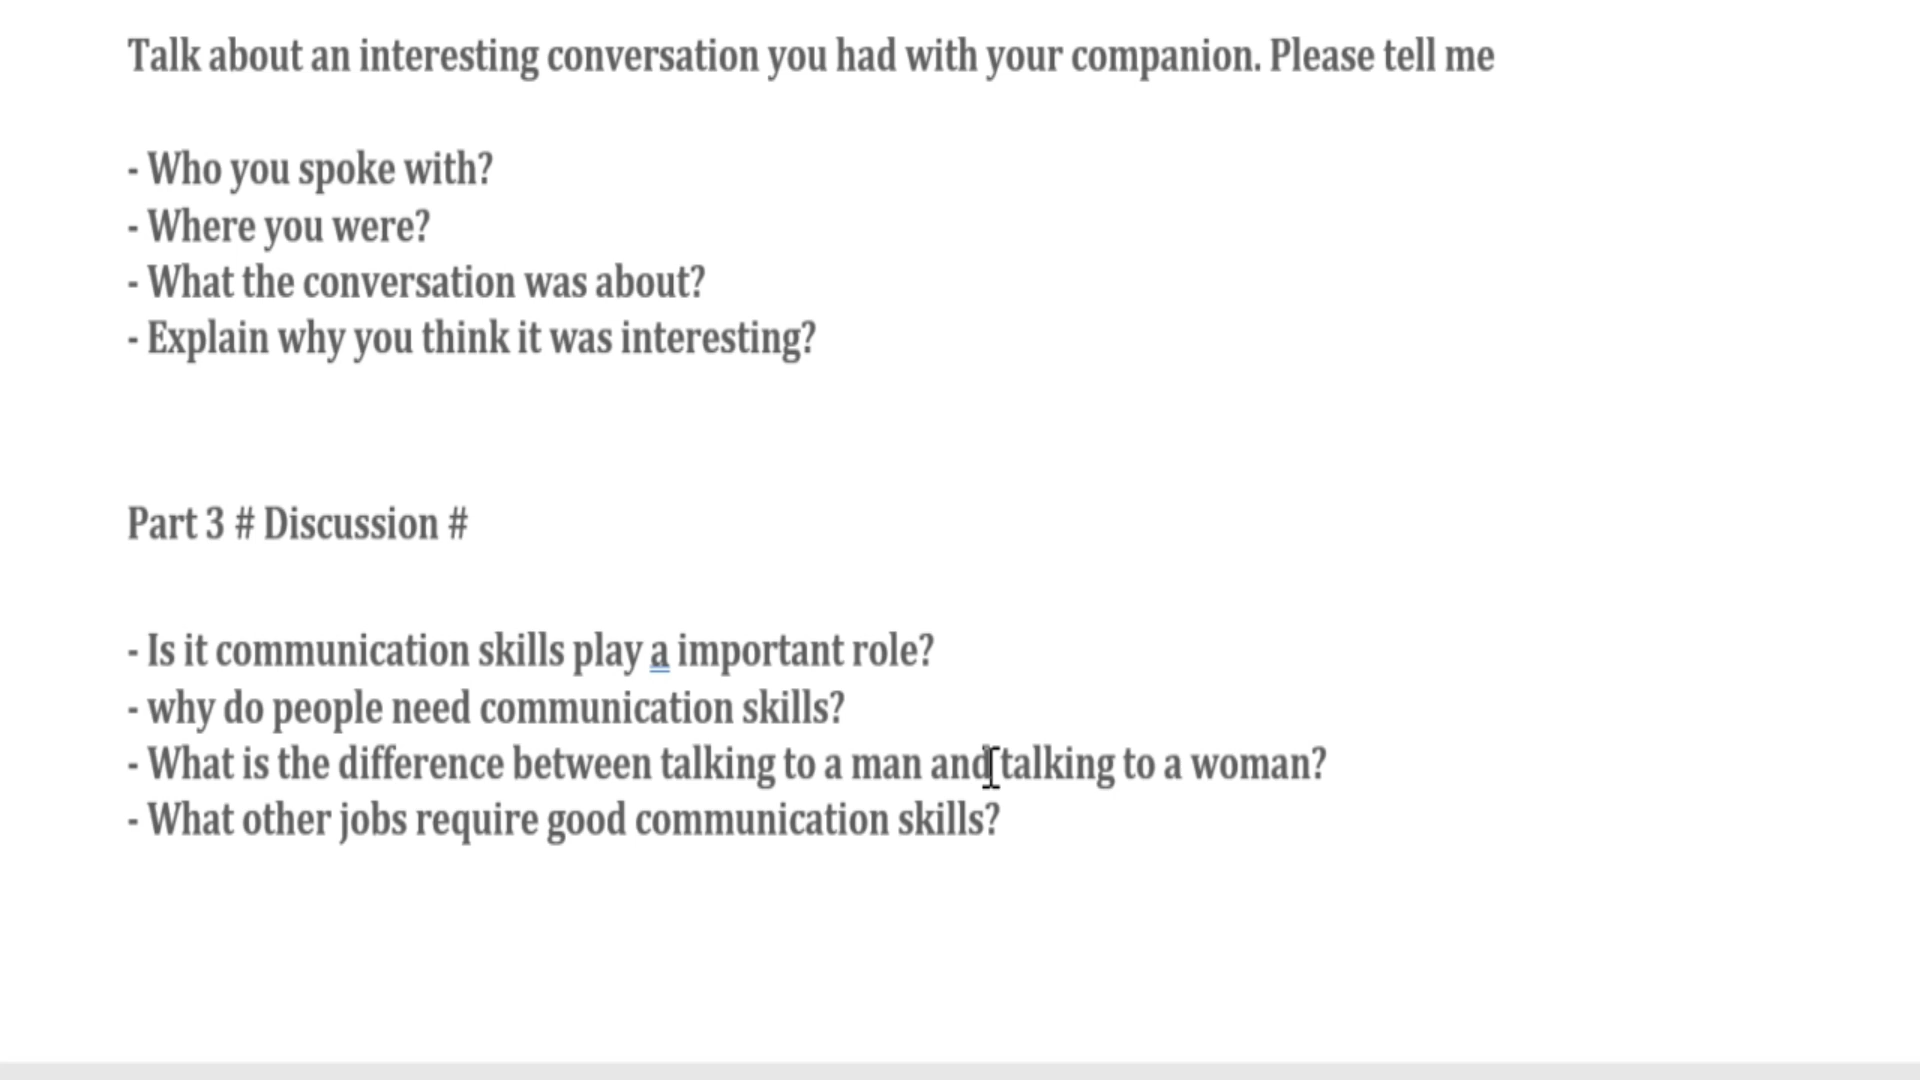 Talk about an interesting conversation you had with your companion. Please tell me
- Who you spoke with?
- Where you were?
- What the conversation was about?
- Explain why you think it was interesting?
Part 3 # Discussion #
- Is it communication skills play a important role?
- why do people need communication skills?
- What is the difference between talking to a man and talking to a woman?
- What other jobs require good communication skills?